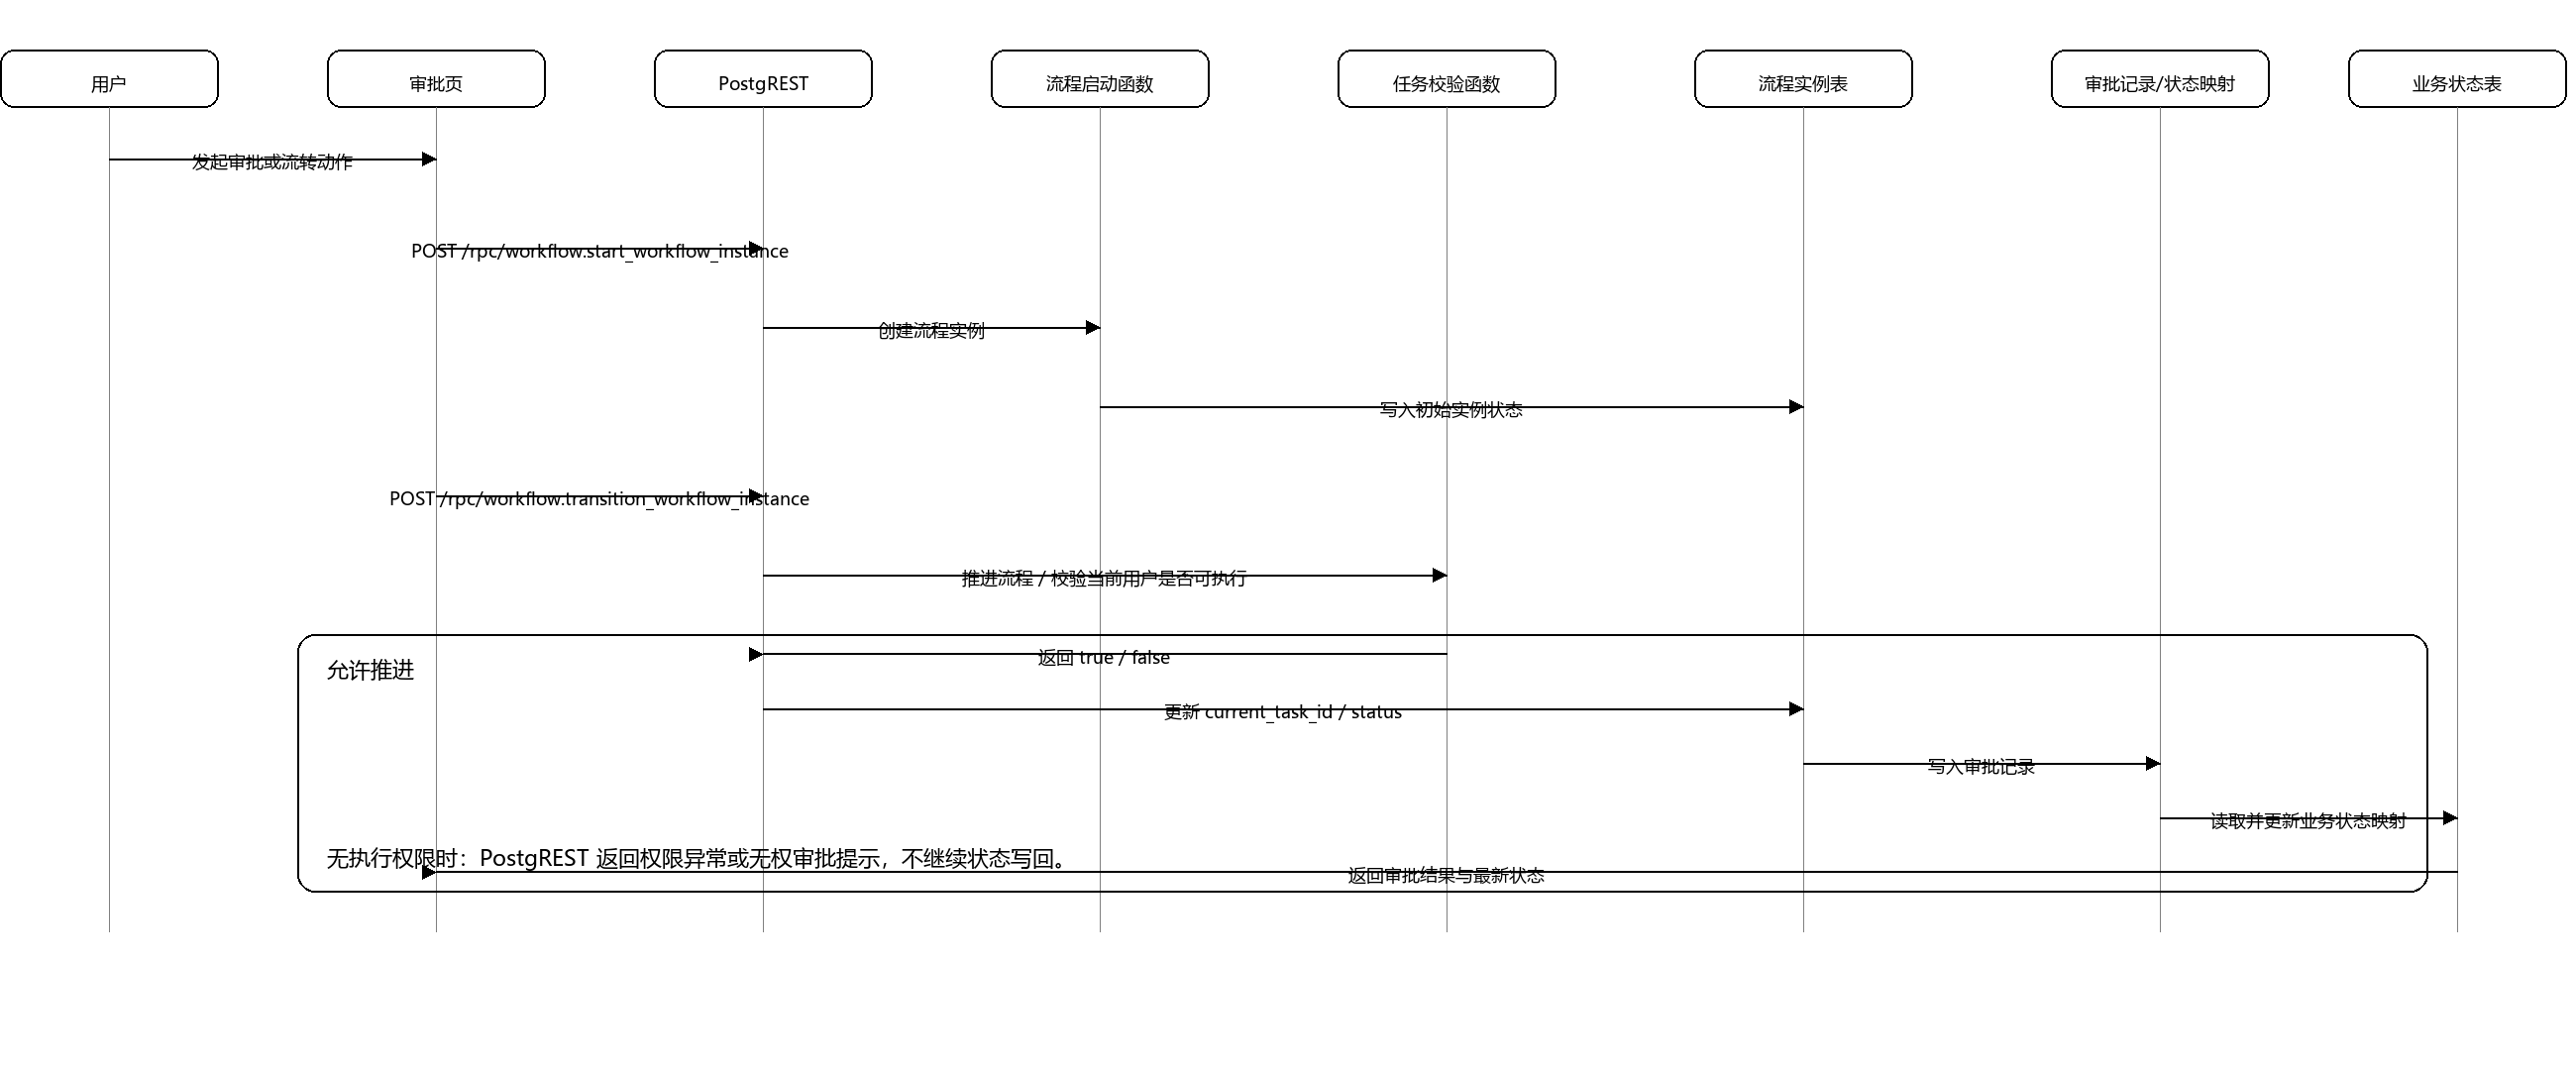 用户
审批页
PostgREST
流程启动函数
任务校验函数
流程实例表
审批记录/状态映射
业务状态表
发起审批或流转动作
POST /rpc/workflow.start_workflow_instance
创建流程实例
写入初始实例状态
POST /rpc/workflow.transition_workflow_instance
推进流程 / 校验当前用户是否可执行
返回 true / false
允许推进
更新 current_task_id / status
写入审批记录
读取并更新业务状态映射
无执行权限时：PostgREST 返回权限异常或无权审批提示，不继续状态写回。
返回审批结果与最新状态